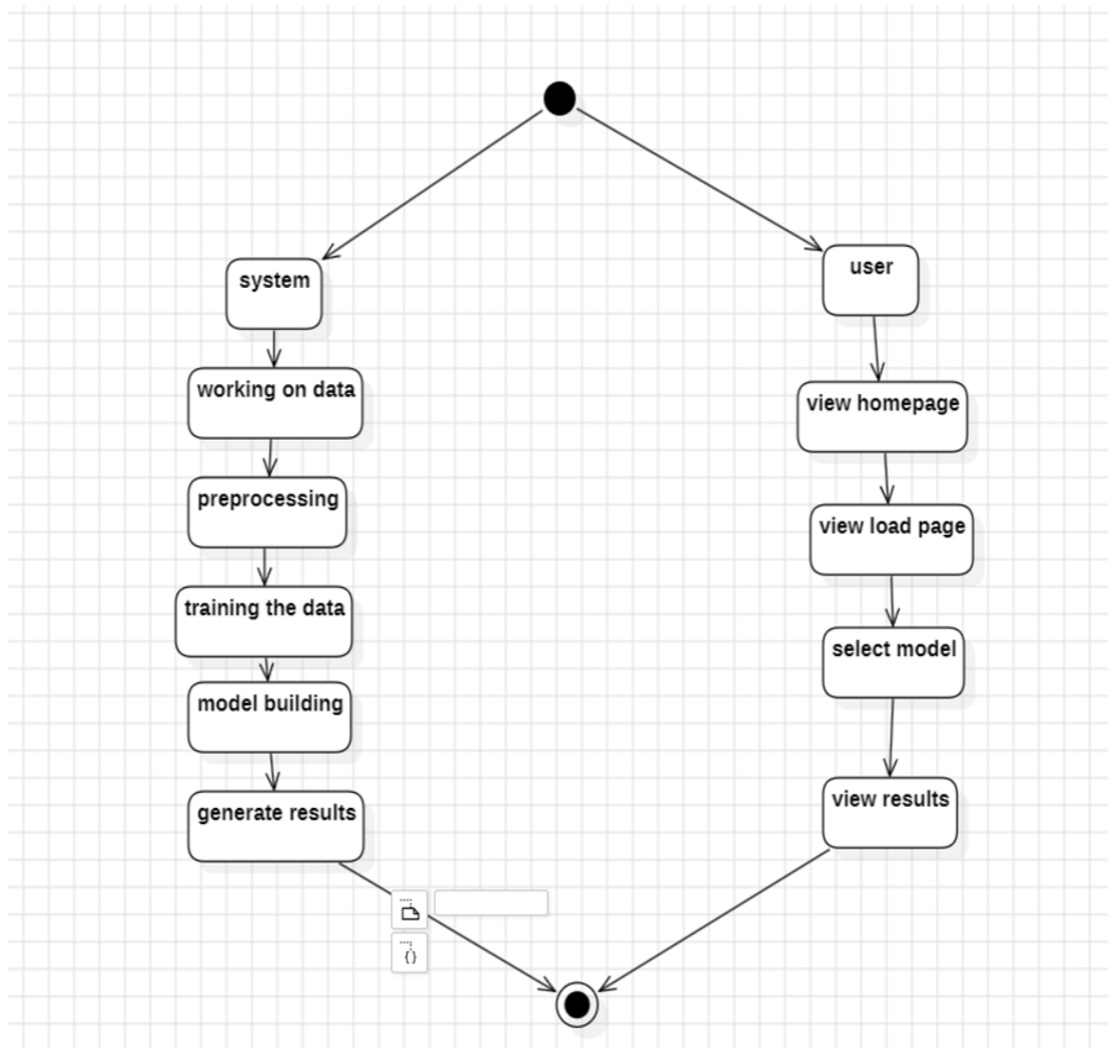 system
working on data
preprocessing
training the data
model building
generate results
{}
user
view homepage
view load page
select model
view results